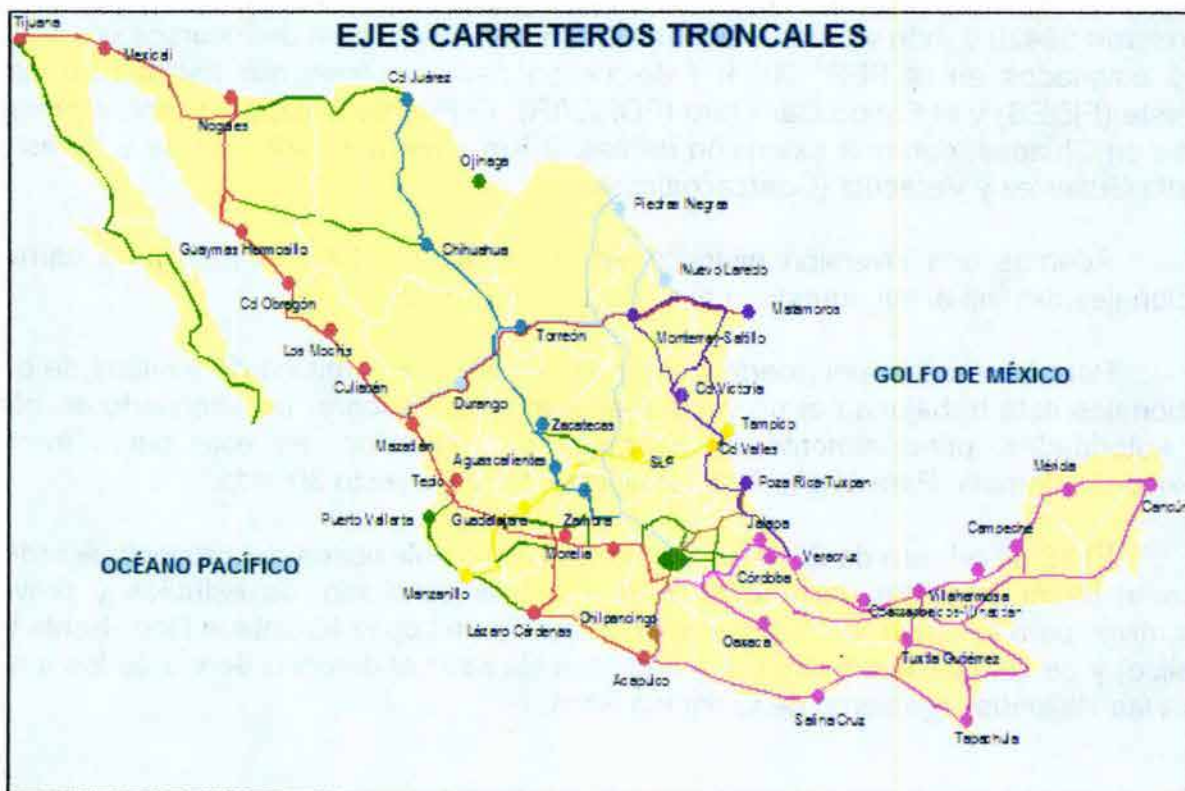 Tijuana
EJES CARRETEROS TRONCALES
Mexicali
Cd Juárez
Nogales
Ojinaga
Piedras Negras
Guaymas Hermosillo
Chihuahua
Nuevo Laredo
Cd Obregón
Matamoros
Los Mochis
Torreón
Monterrey-Saltillo
Culiacán
GOLFO DE MÉXICO
Durango
Cd Victoria
Zacatecas
Tampico
Mazatlán
Cd Valles
Aguascalientes
SLP
Mérida
Tepic
Poza Rica-Tuxpan
Cancún
Puerto Vallarta
Guadalajara
Zamora
Jalapa
Campeche
Morelia
Veracruz
OCÉANO PACÍFICO
Córdoba
Manzanillo
Villahermosa
Chilpancingo
Lázaro Cárdenas
Oaxaca
Tuxtla Gutiérrez
Acapulco
Salina Cruz
Tapachula